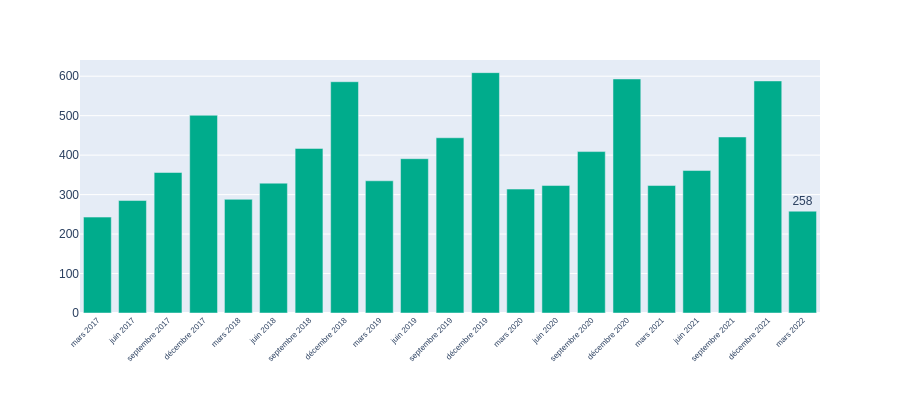 600
500
400
300
200
100
0
258
mars 2017
juin 2017
septembre 2017
décembre 2017
mars 2018
juin 2018
septembre 2018
décembre 2018
mars 2019
juin 2019
septembre 2019
décembre 2019
mars 2020
juin 2020
septembre 2020
décembre 2020
mars 2021
juin 2021
septembre 2021
décembre 2021
mars 2022